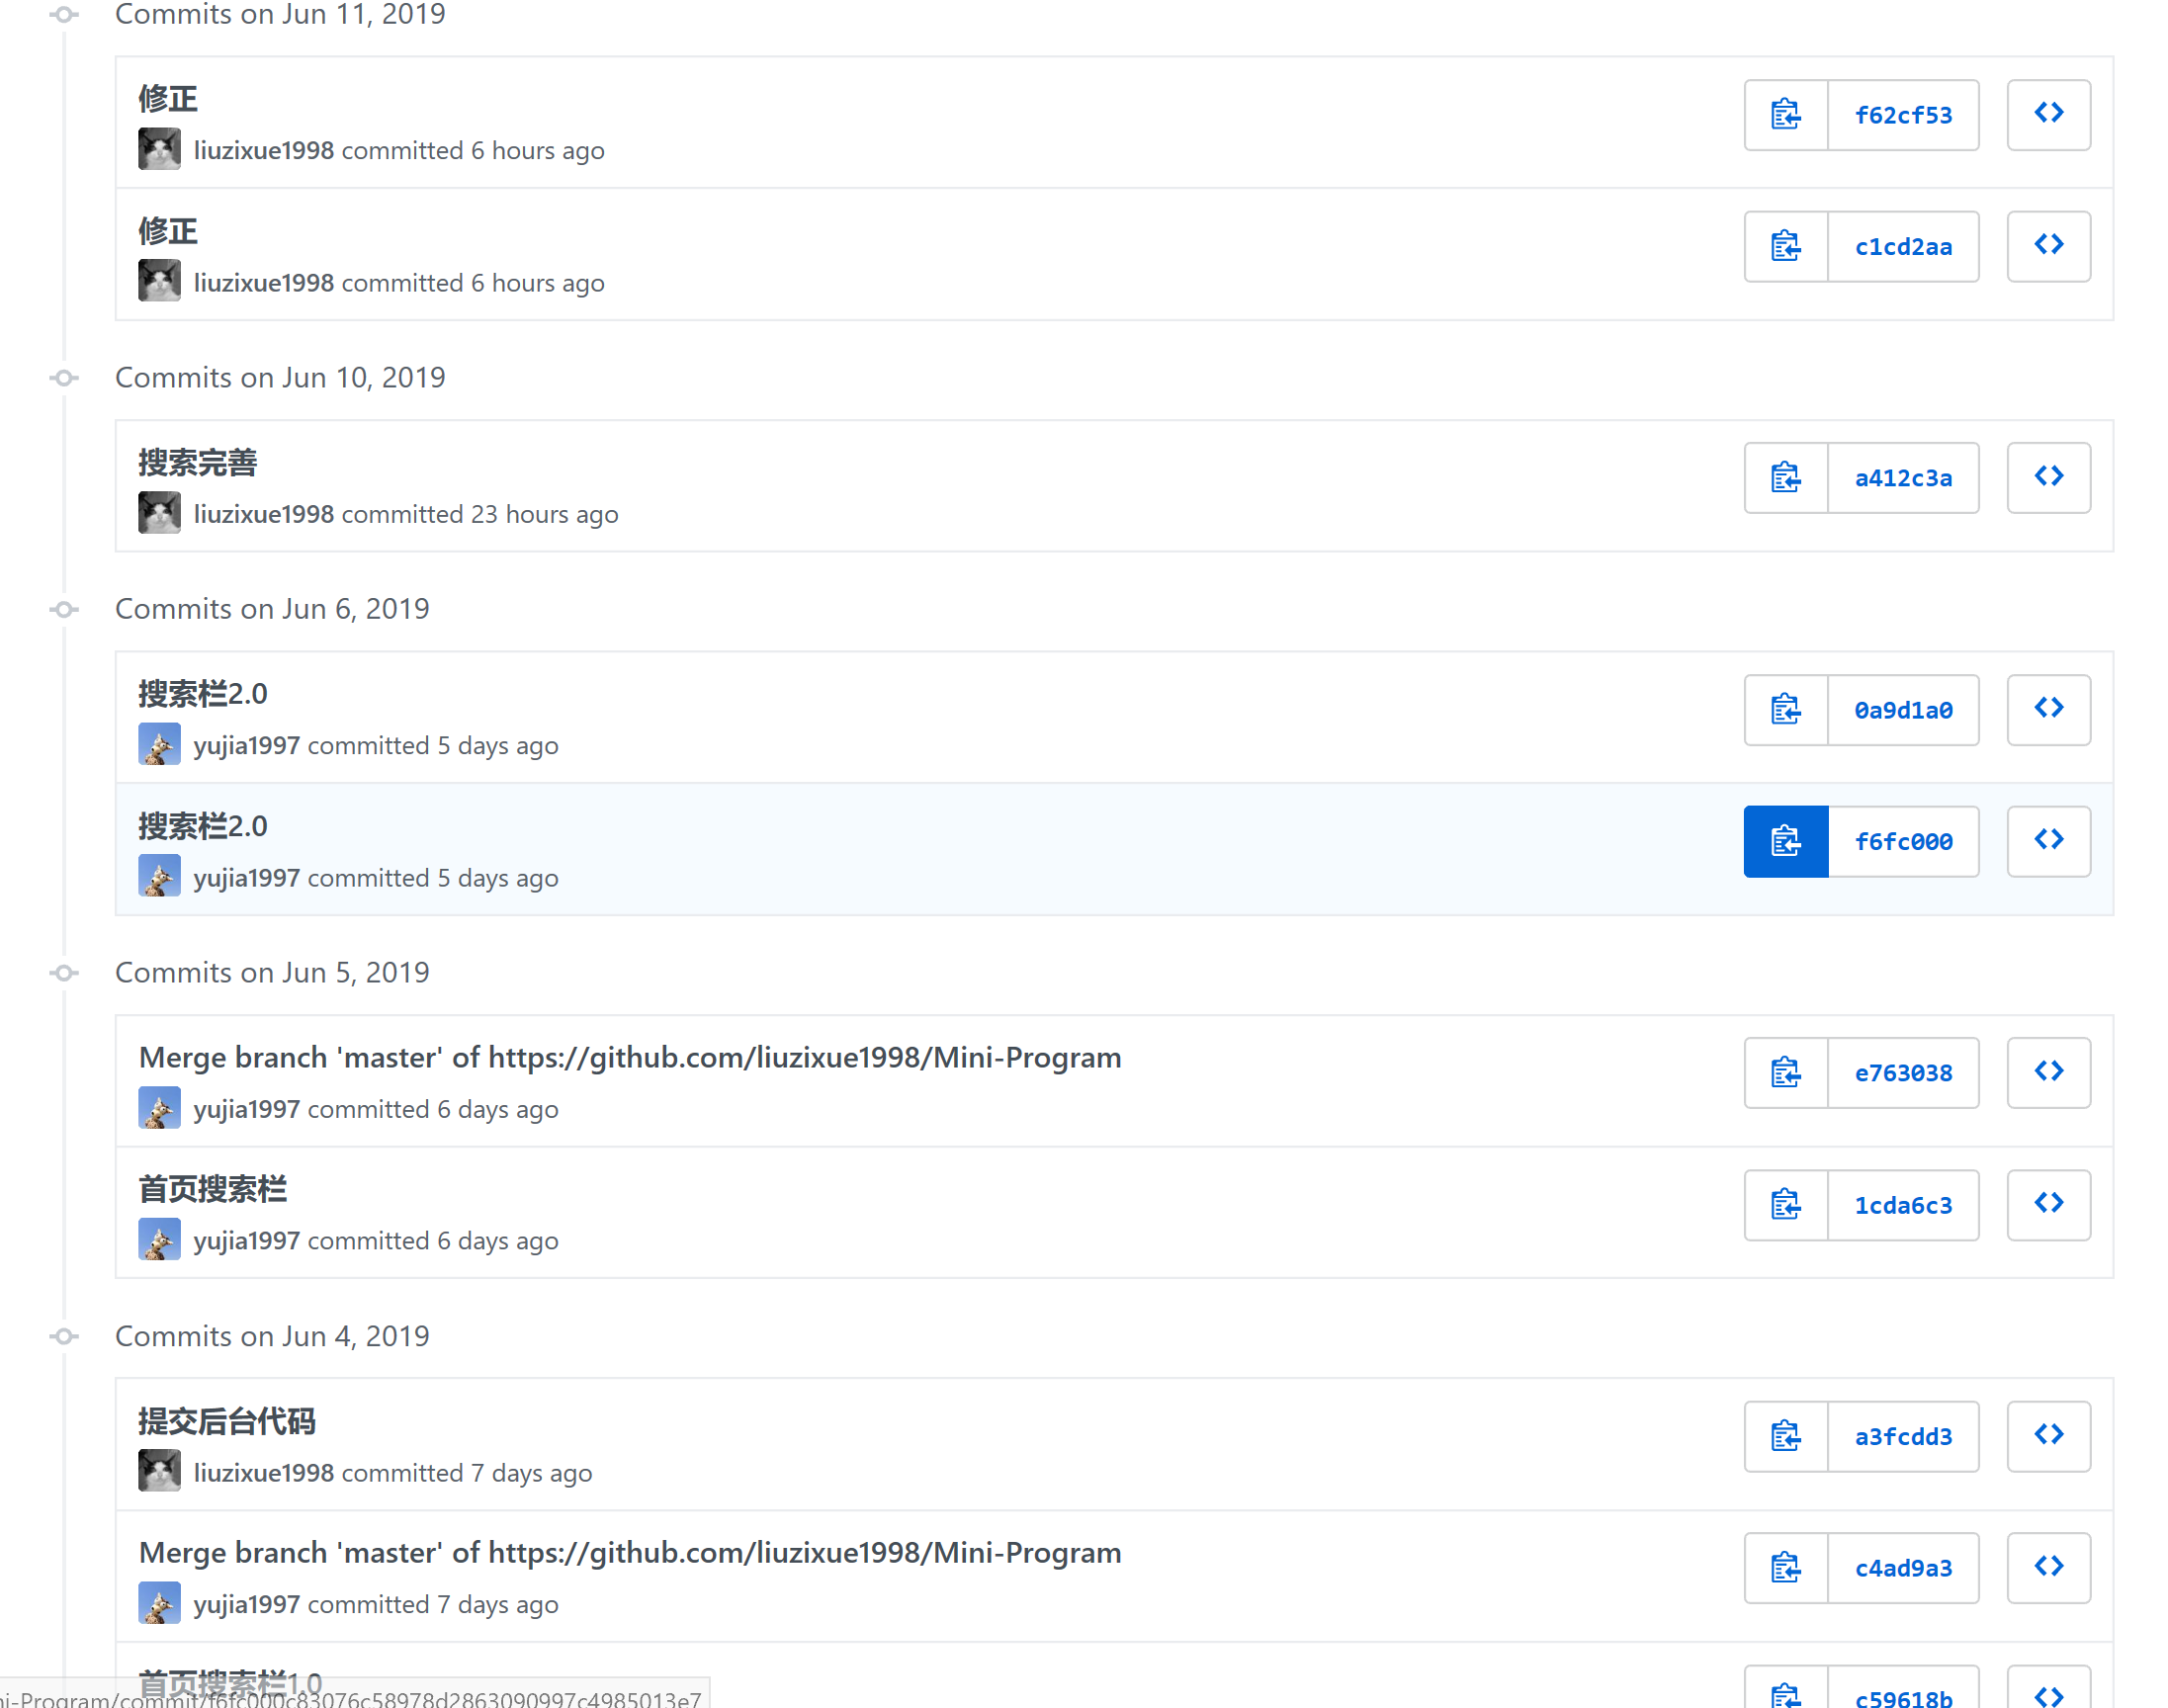 Commits on Jun 11, 2019
修正
f62cf53
liuzixue1998 committed 6 hours ago
修正
c1cd2aa
liuzixue1998 committed 6 hours ago
Commits on Jun 10, 2019
搜索完善
a412c3a
liuzixue1998 committed 23 hours ago
Commits on Jun 6, 2019
搜索栏2.0
0a9d1a0
yujia1997 committed 5 days ago
搜索栏2.0
f6fc000
yujia1997 committed 5 days ago
Commits on Jun 5, 2019
Merge branch 'master' of https://github.com/liuzixue1998/Mini-Program
e763038
yujia1997 committed 6 days ago
首页搜索栏
1cda6c3
yujia1997 committed 6 days ago
Commits on Jun 4, 2019
提交后台代码
a3fcdd3
liuzixue1998 committed 7 days ago
Merge branch 'master' of https://github.com/liuzixue1998/Mini-Program
c4ad9a3
yujia1997 committed 7 days ago
首页搜索栏1.0
c59618b
ni-Program/commit/f6fc000c83076c58978d2863090997c4985013e7